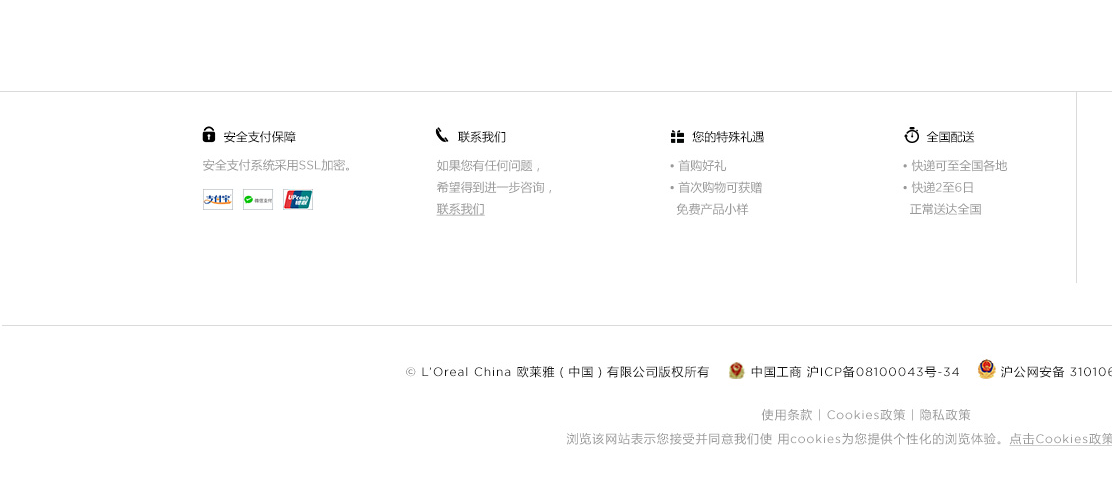 安全支付保障
安全支付系统采用SSL加密。
支付宝 微信支付 UPCash
联系我们
如果您有任何问题，
希望得到进一步咨询，
联系我们
您的特殊礼遇
• 首购好礼
• 首次购物可获赠
免费产品小样
全国配送
• 快递可至全国各地
• 快递2至6日
正常送达全国
© L'Oreal China 欧莱雅 ( 中国 ) 有限公司版权所有 中国工商 沪ICP备08100043号-34 沪公网安备 310106
使用条款 | Cookies政策 | 隐私政策
浏览该网站表示您接受并同意我们使 用cookies为您提供个性化的浏览体验。点击Cookies政策